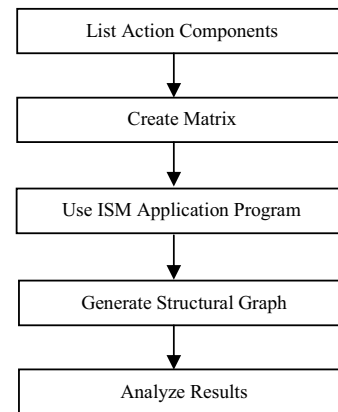 List Action Components
Create Matrix
Use ISM Application Program
Generate Structural Graph
Analyze Results